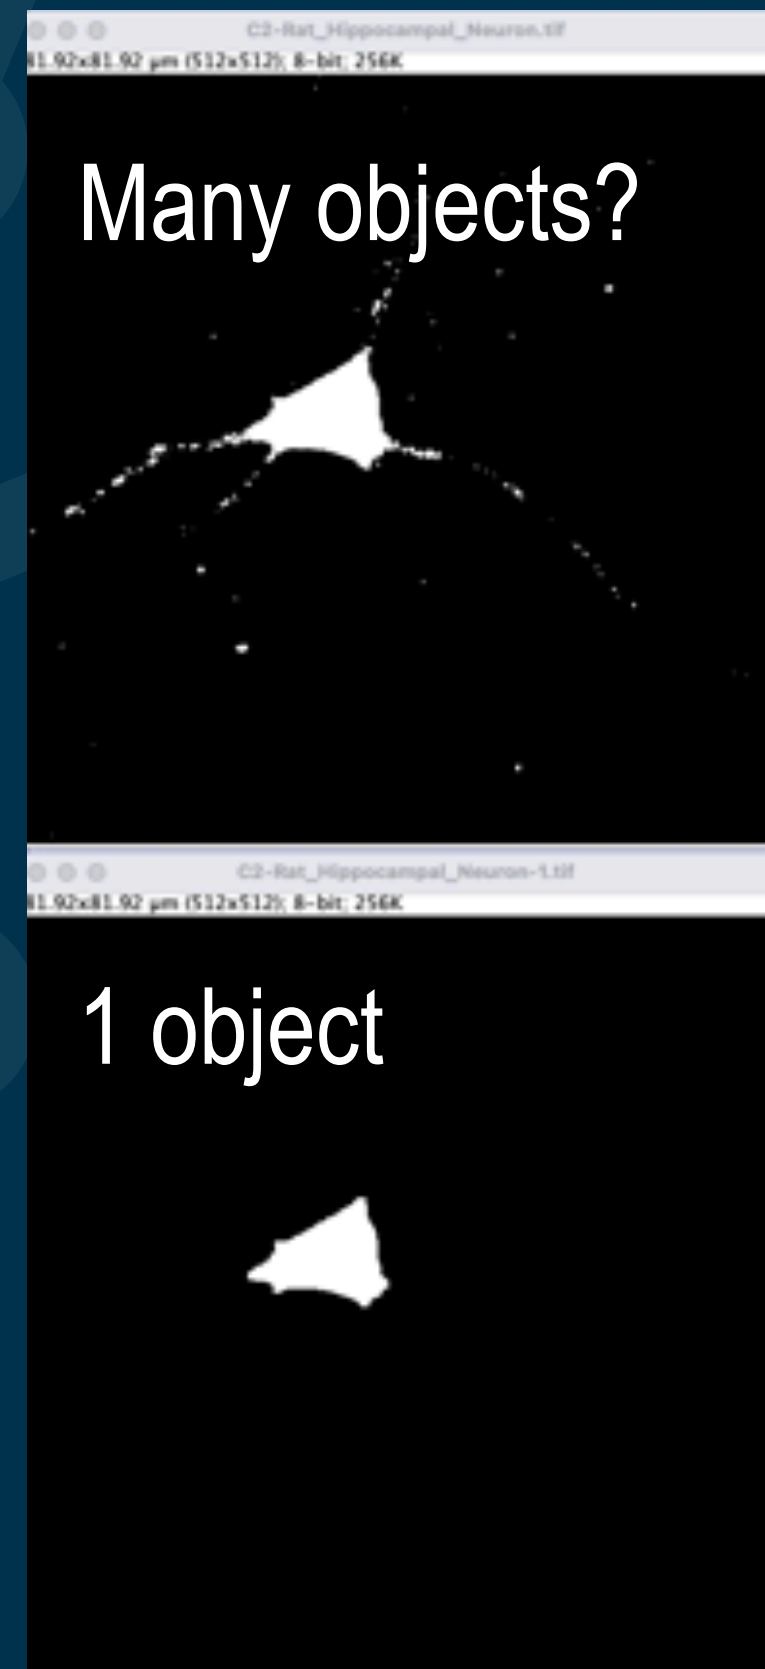 C2-Rat_Hippocampal_Neuron.tif
81.92x81.92 µm (512x512); 8-bit; 256K
Many objects?
C2-Rat_Hippocampal_Neuron-1.tif
81.92x81.92 µm (512x512); 8-bit; 256K
1 object